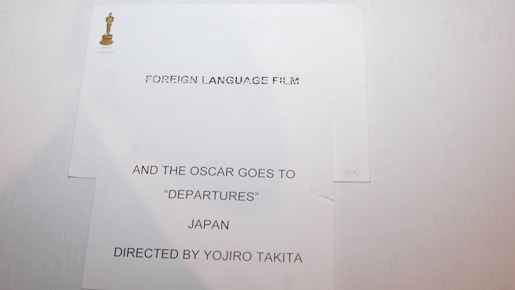 FOREIGN LANGUAGE FILM
AND THE OSCAR GOES TO
"DEPARTURES"
JAPAN
DIRECTED BY YOJIRO TAKITA